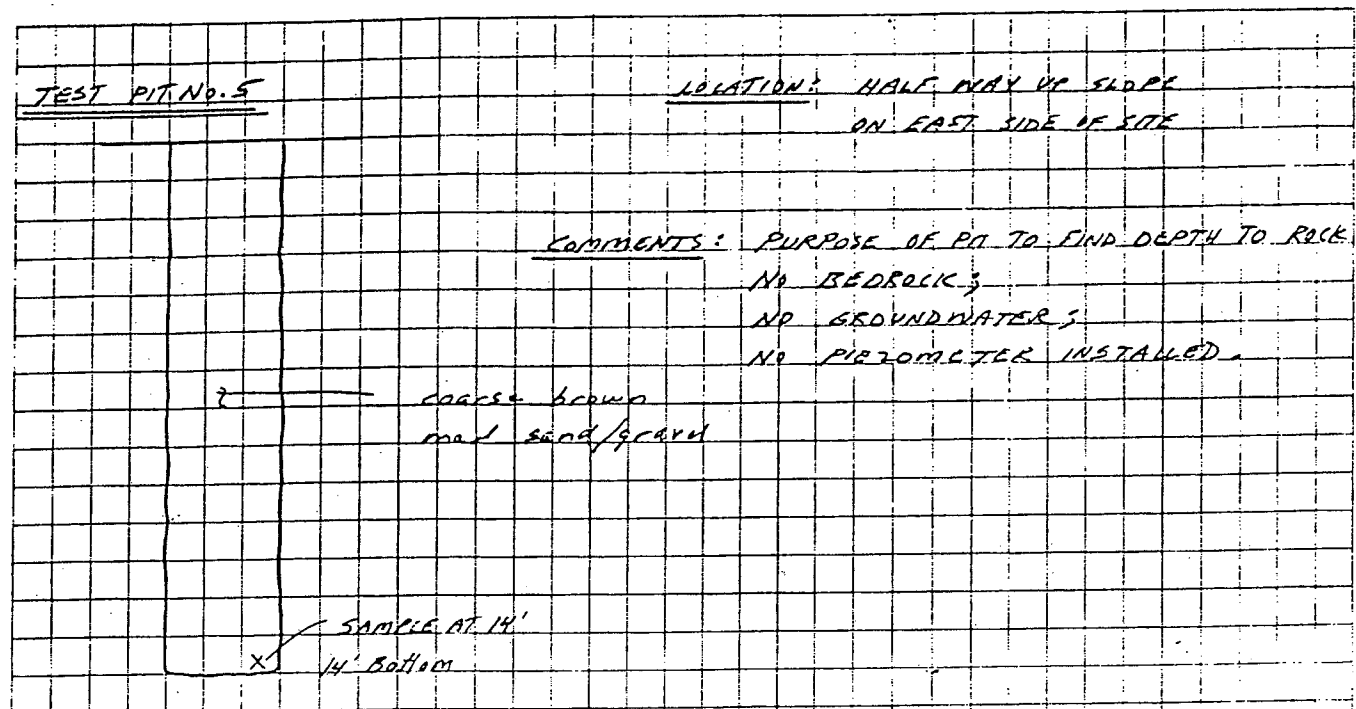 TEST PIT NO. 5
LOCATION: HALF WAY UP SLOPE
ON EAST SIDE OF SITE
COMMENTS: PURPOSE OF PIT TO FIND DEPTH TO ROCK
NO BEDROCK;
NO GROUNDWATER;
NO PIEZOMETER INSTALLED.
coarse brown
med sand/gravel
SAMPLE AT 14'
X 14' Bottom